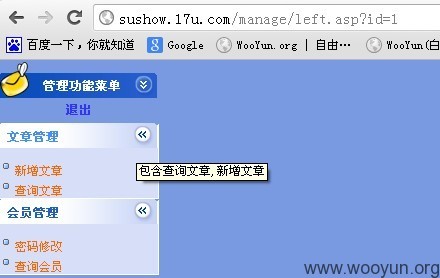 sushow.17u.com/manage/left.asp?id=1
百度一下，你就知道 Google WooYun.org | 自由… WooYun(白
管理功能菜单
退出
文章管理
新增文章
包含查询文章,新增文章
查询文章
会员管理
密码修改
查询会员
www.wooyun.org